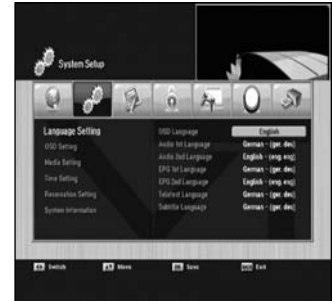 System Setup
Language Setting
OSD Setting
Media Setting
Time Setting
Reservation Setting
System Information
OSD Language English
Audio 1st Language German - (ger, deu)
Audio 2nd Language English - (eng, eng)
EPG 1st Language German - (ger, deu)
EPG 2nd Language English - (eng, eng)
Teletext Language German - (ger, deu)
Subtitle Language German - (ger, deu)
Switch Move OK Save Exit